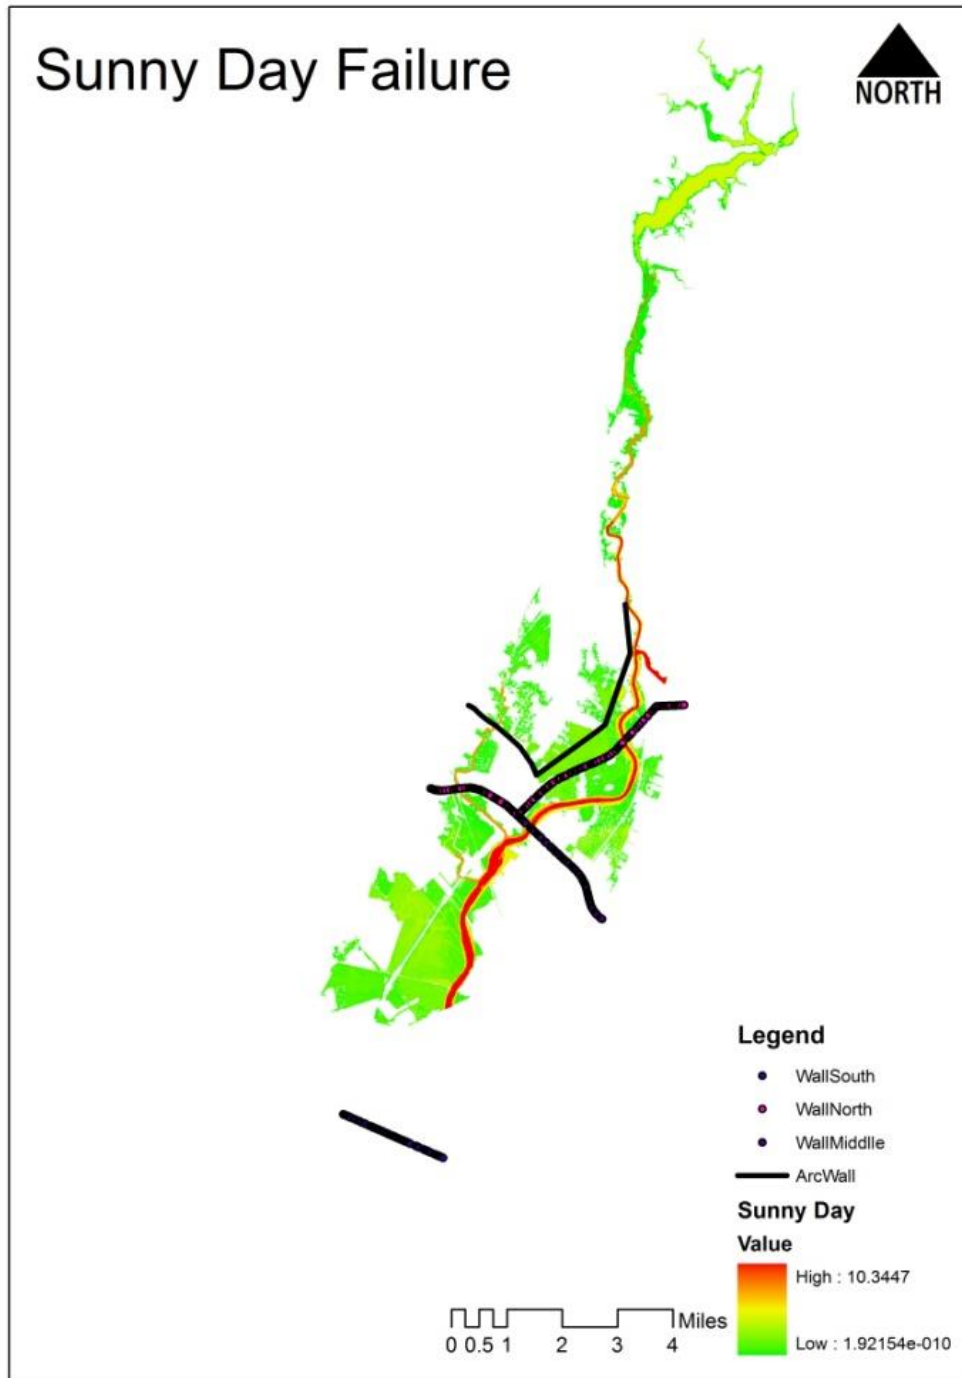 Sunny Day Failure
NORTH
Legend
WallSouth
WallNorth
WallMiddlle
ArcWall
Sunny Day
Value
High : 10.3447
Low : 1.92154e-010
Miles
0 0.5 1 2 3 4